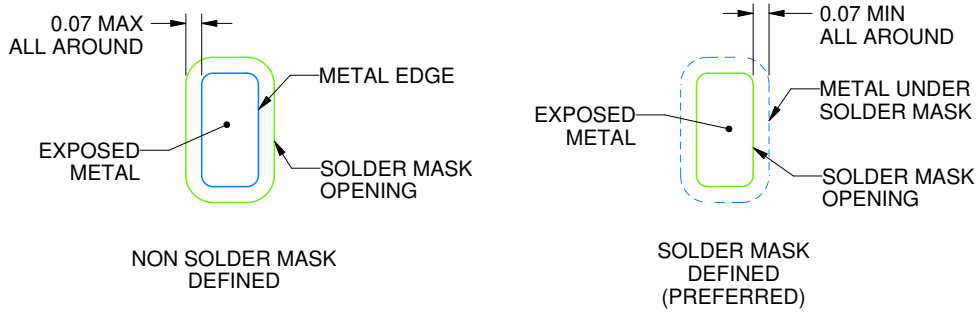 0.07 MAX
ALL AROUND
METAL EDGE
EXPOSED
METAL
SOLDER MASK
OPENING
NON SOLDER MASK
DEFINED
0.07 MIN
ALL AROUND
METAL UNDER
SOLDER MASK
EXPOSED
METAL
SOLDER MASK
OPENING
SOLDER MASK
DEFINED
(PREFERRED)